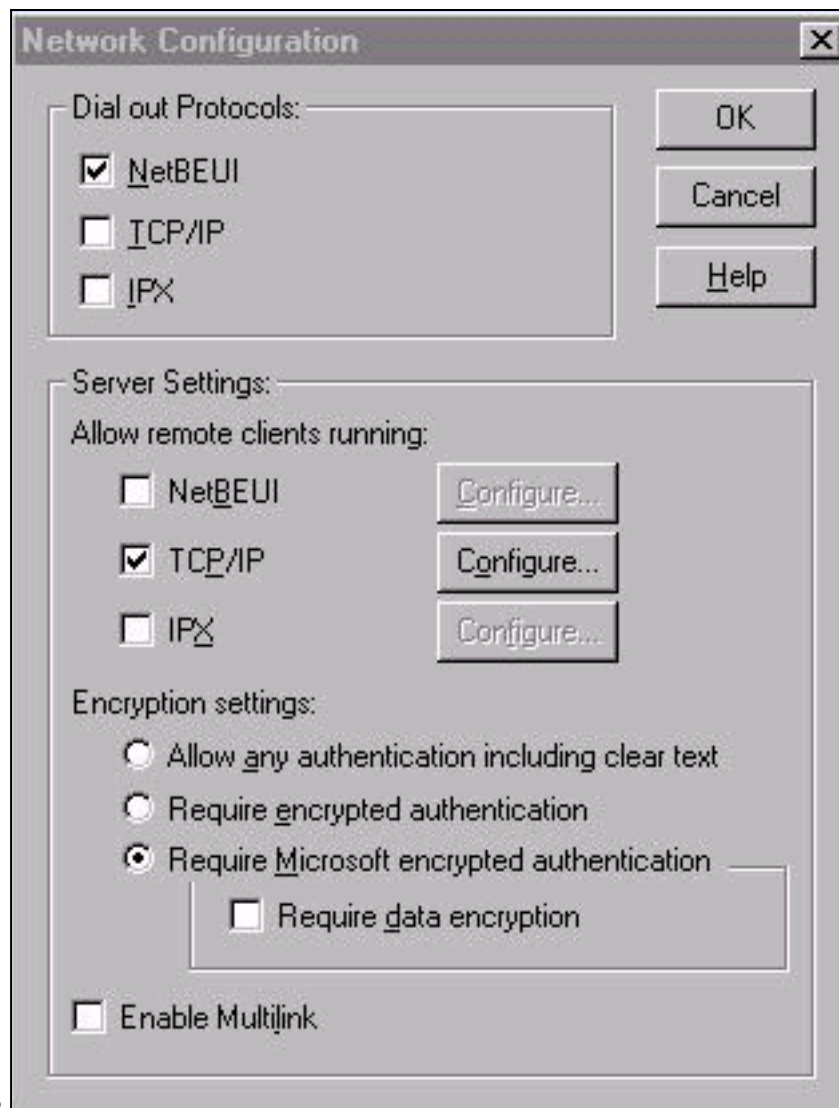 Network Configuration
Dial out Protocols:
OK
NetBEUI
Cancel
TCP/IP
Help
IPX
Server Settings:
Allow remote clients running:
NetBEUI Configure...
TCP/IP Configure...
IPX Configure...
Encryption settings:
Allow any authentication including clear text
Require encrypted authentication
Require Microsoft encrypted authentication
Require data encryption
Enable Multilink